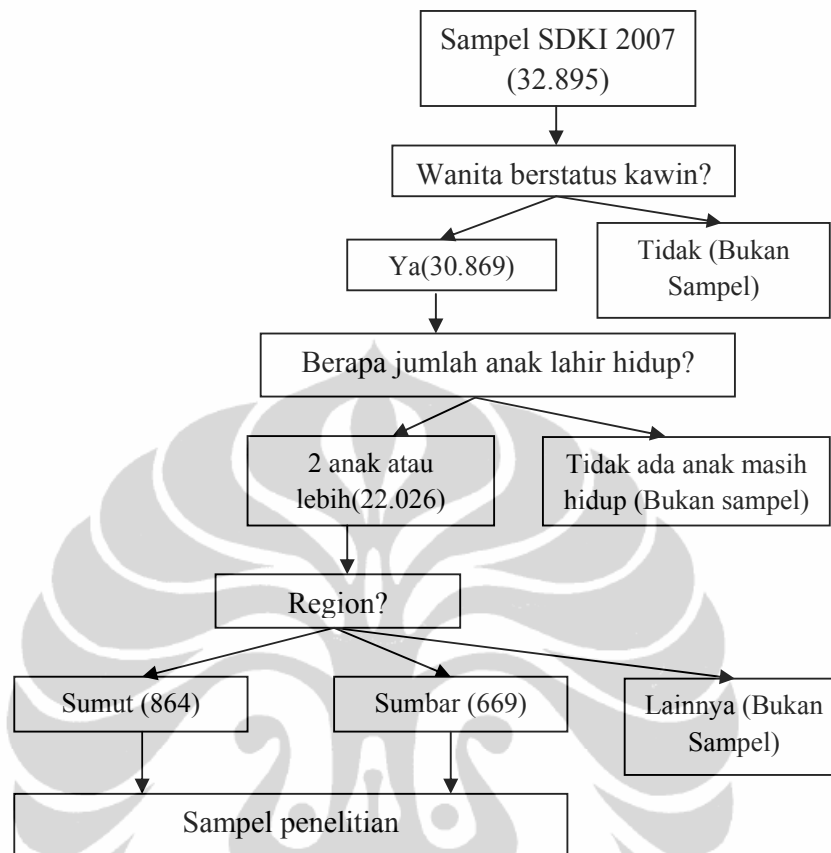 Sampel SDKI 2007
(32.895)
Wanita berstatus kawin?
Ya(30.869)
Tidak (Bukan
Sampel)
Berapa jumlah anak lahir hidup?
2 anak atau
lebih(22.026)
Tidak ada anak masih
hidup (Bukan sampel)
Region?
Sumut (864)
Sumbar (669)
Lainnya (Bukan
Sampel)
Sampel penelitian